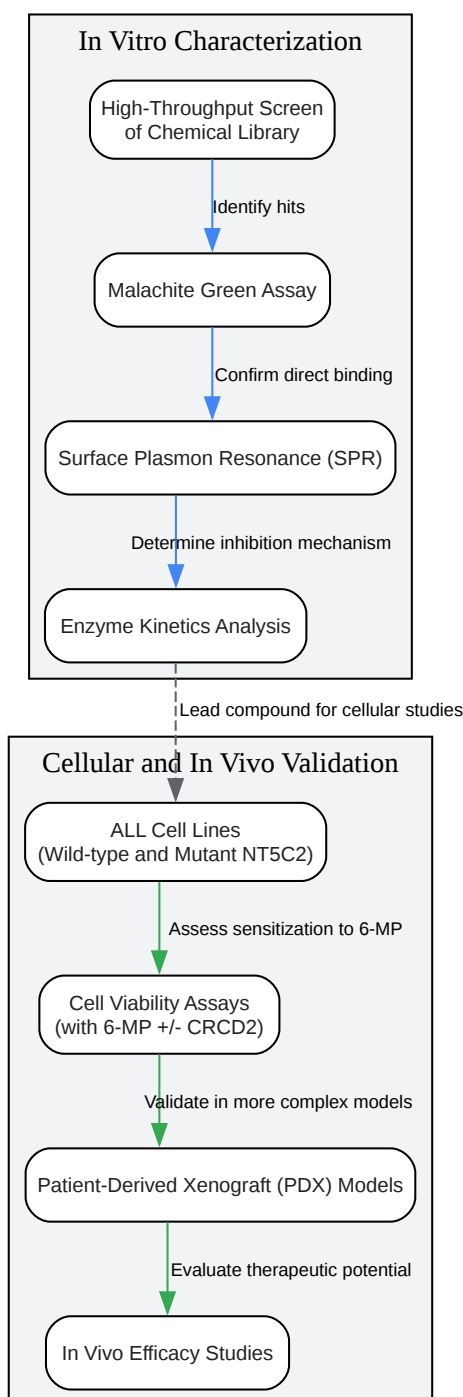 In Vitro Characterization
High-Throughput Screen
of Chemical Library
Identify hits
Malachite Green Assay
Confirm direct binding
Surface Plasmon Resonance (SPR)
Determine inhibition mechanism
Enzyme Kinetics Analysis
Lead compound for cellular studies
Cellular and In Vivo Validation
ALL Cell Lines
(Wild-type and Mutant NT5C2)
Assess sensitization to 6-MP
Cell Viability Assays
(with 6-MP +/- CRCD2)
Validate in more complex models
Patient-Derived Xenograft (PDX) Models
Evaluate therapeutic potential
In Vivo Efficacy Studies